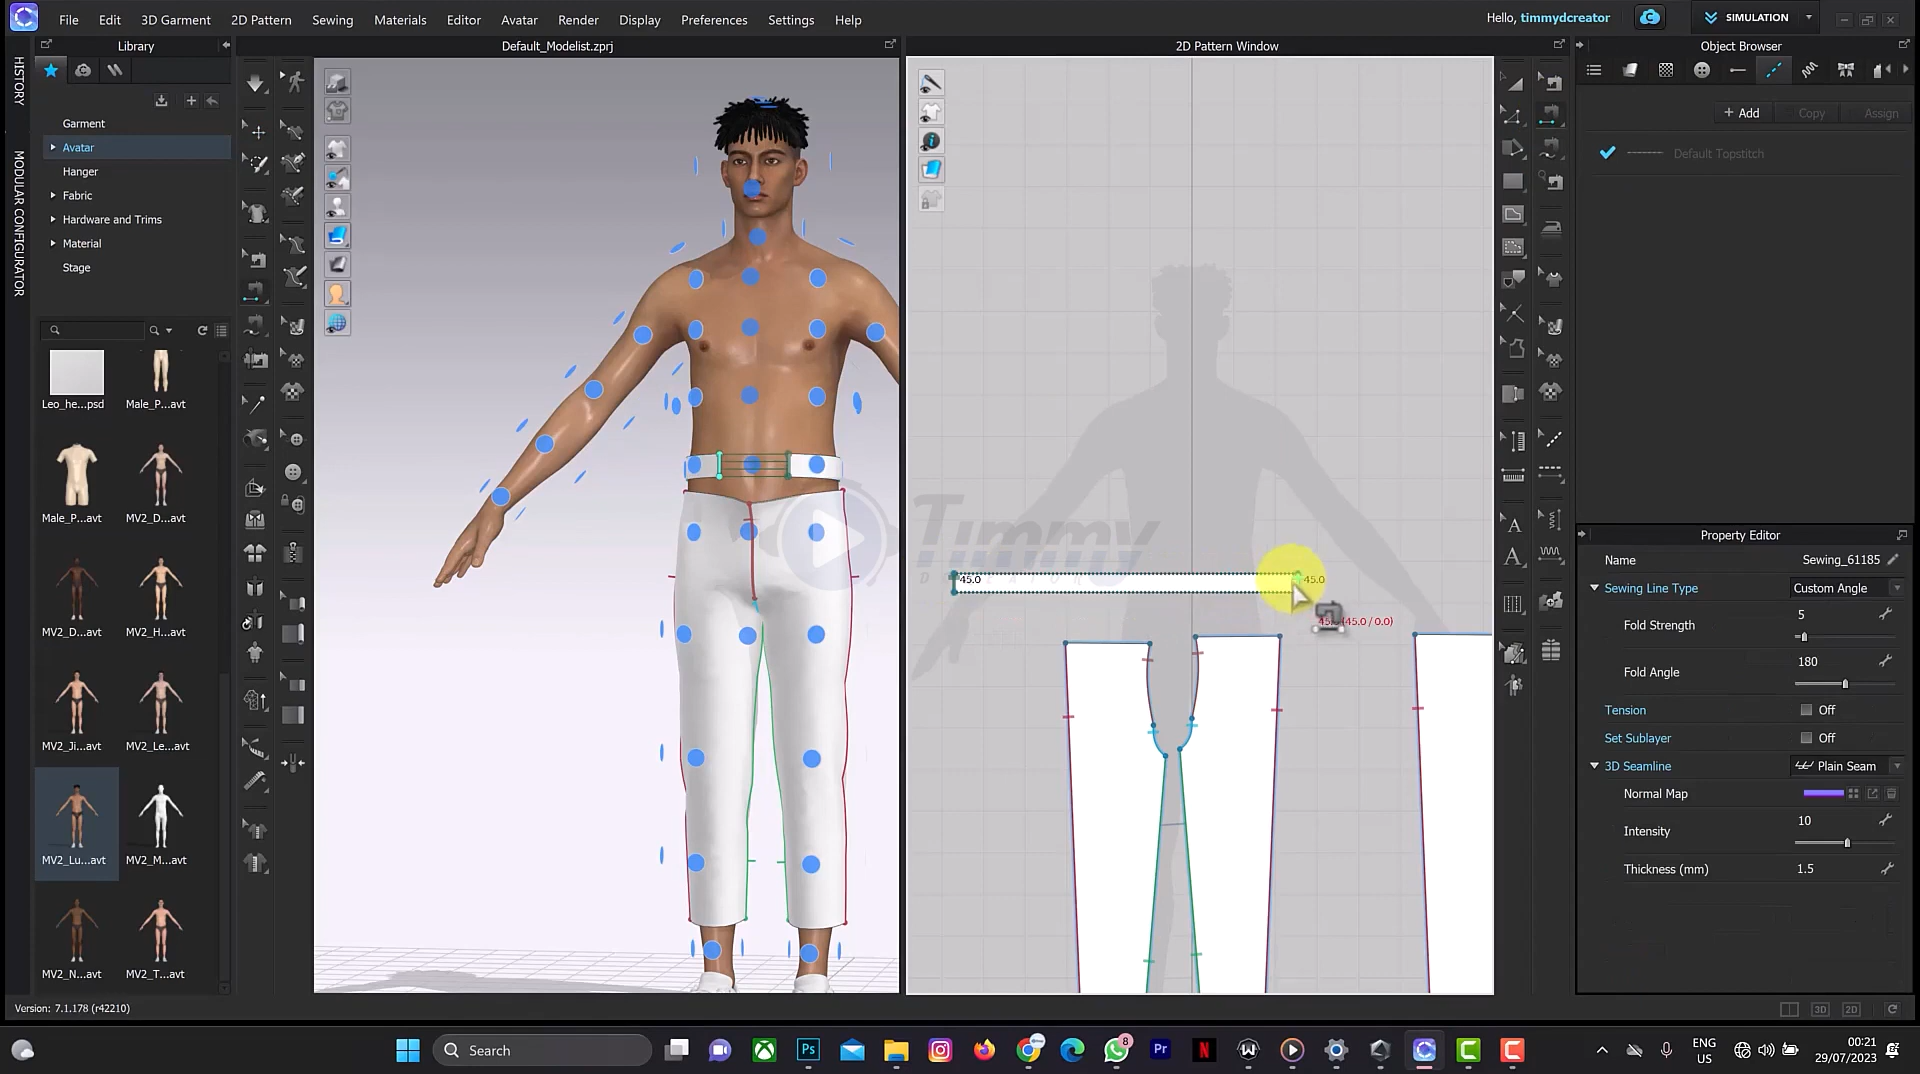 File Edit 3D Garment 2D Pattern Sewing Materials Editor Avatar Render Display Preferences Settings Help
Hello, timmydcreator
SIMULATION
HISTORY
MODULAR CONFIGURATOR
Library
Default_Modelist.zprj
2D Pattern Window
Object Browser
Garment
Avatar
Hanger
Fabric
Hardware and Trims
Material
Stage
Leo_he...psd
Male_P...avt
Male_P...avt
MV2_D...avt
MV2_D...avt
MV2_H...avt
MV2_Ji...avt
MV2_Le...avt
MV2_Lu...avt
MV2_M...avt
MV2_N...avt
MV2_T...avt
Timmy
45.0
45.0
(45.0 / 0.0)
+ Add
Copy
Assign
Default Topstitch
Property Editor
Name Sewing_61185
Sewing Line Type Custom Angle
Fold Strength 5
Fold Angle 180
Tension Off
Set Sublayer Off
3D Seamline Plain Seam
Normal Map
Intensity 10
Thickness (mm) 1.5
Version: 7.1.178 (r42210)
3D
2D
Search
Ps
8
Pr
N
ENG
US
00:21
29/07/2023